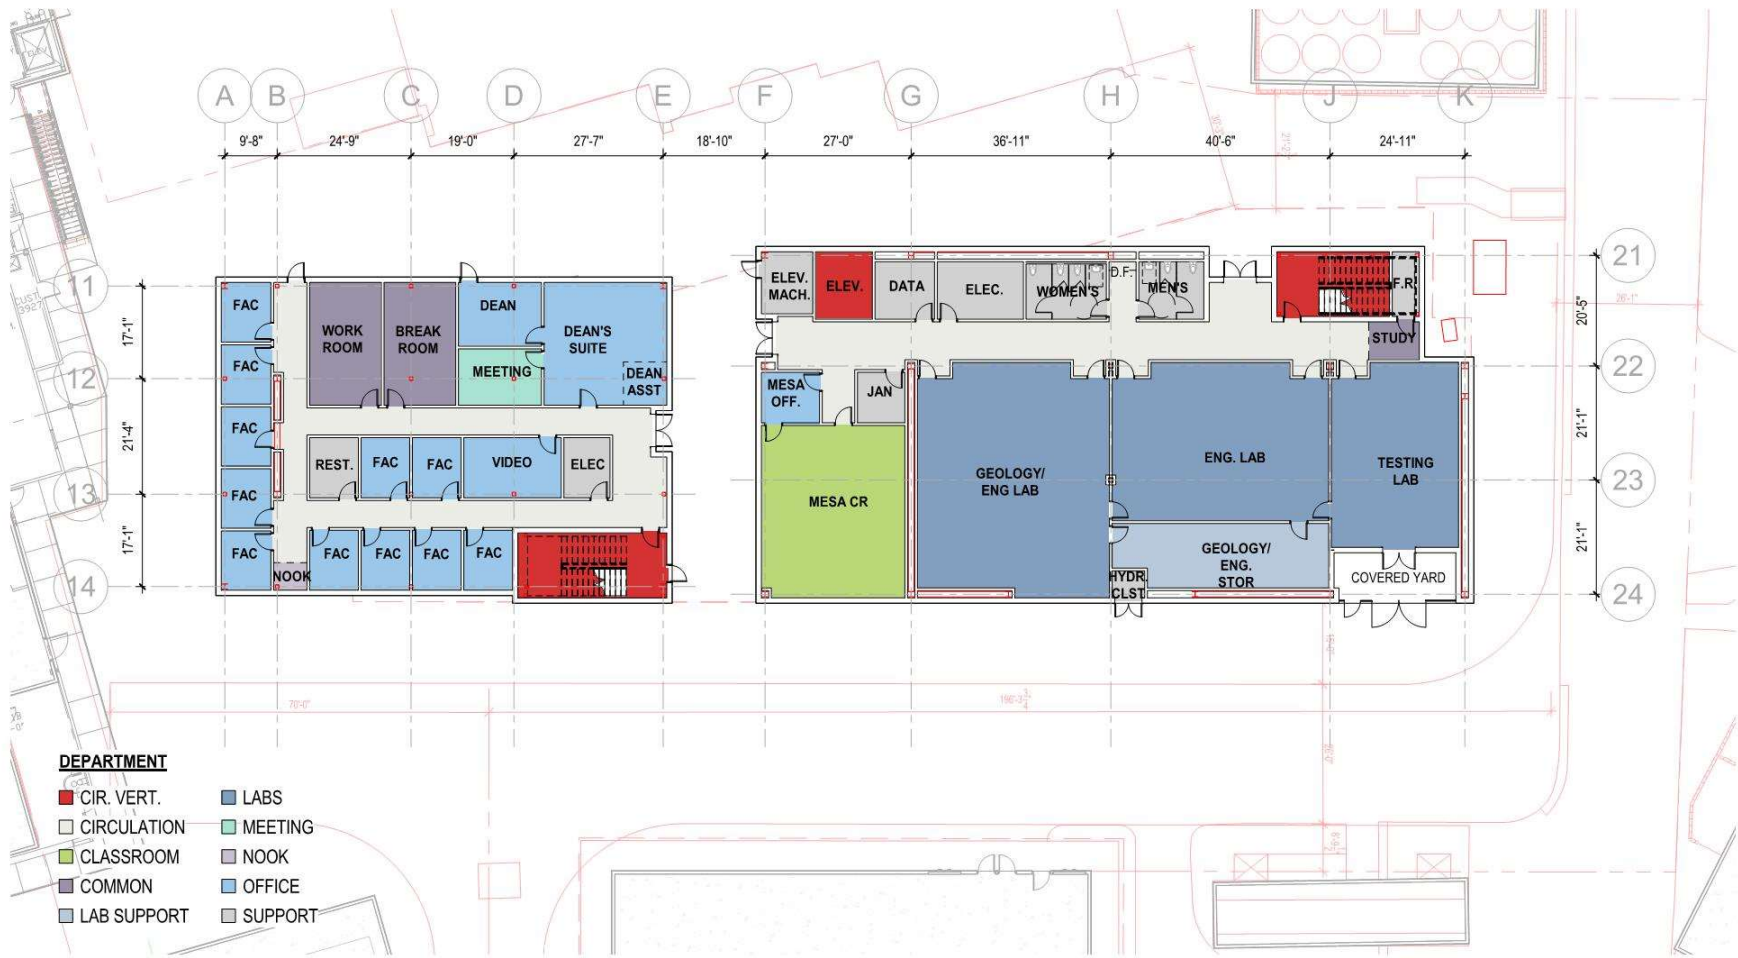 A B C D E F G H J K
9'-8" 24'-9" 19'-0" 27'-7" 18'-10" 27'-0" 36'-11" 40'-6" 24'-11"
11
12
13
14
17'-1"
21'-4"
17'-1"
21
22
23
24
20'-5"
21'-1"
21'-1"
26'-1"
FAC
FAC
FAC
FAC
FAC
WORK
ROOM
BREAK
ROOM
DEAN
MEETING
DEAN'S
SUITE
DEAN
ASST
REST.
FAC
FAC
VIDEO
ELEC
NOOK
FAC
FAC
FAC
FAC
ELEV.
MACH.
ELEV.
DATA
ELEC.
WOMEN'S
D.F.
MEN'S
F.R.
STUDY
MESA
OFF.
JAN
MESA CR
GEOLOGY/
ENG LAB
ENG. LAB
TESTING
LAB
GEOLOGY/
ENG.
STOR
HYDR.
CLST
COVERED YARD
70'-0"
DEPARTMENT
CIR. VERT.
CIRCULATION
CLASSROOM
COMMON
LAB SUPPORT
LABS
MEETING
NOOK
OFFICE
SUPPORT